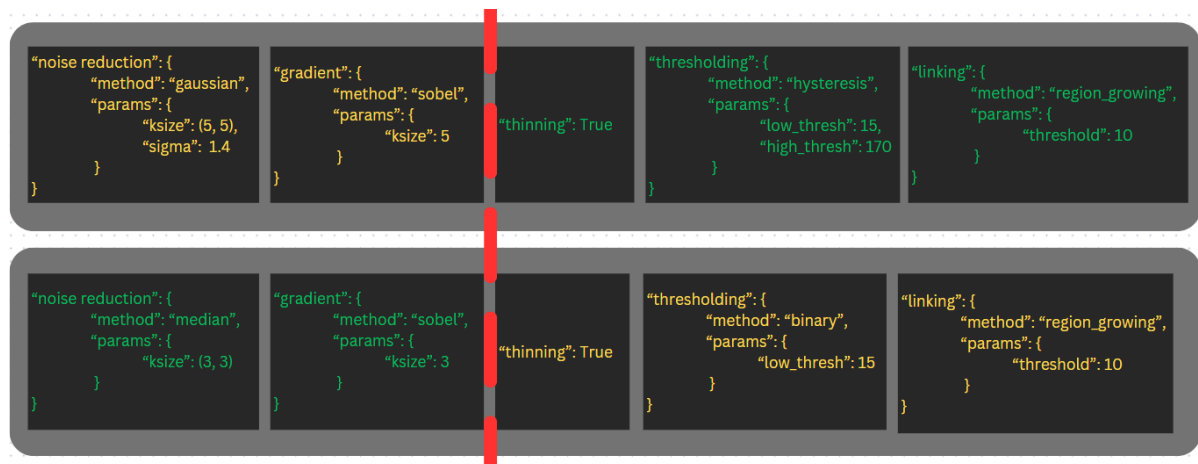 “noise reduction”: {
“method”: “gaussian”,
“params”: {
“ksize”: (5, 5),
“sigma”: 1.4
}
}
“gradient”: {
“method”: “sobel”,
“params”: {
“ksize”: 5
}
}
“thinning”: True
“thresholding”: {
“method”: “hysteresis”,
“params”: {
“low_thresh”: 15,
“high_thresh”: 170
}
}
“linking”: {
“method”: “region_growing”,
“params”: {
“threshold”: 10
}
}
“noise reduction”: {
“method”: “median”,
“params”: {
“ksize”: (3, 3)
}
}
“gradient”: {
“method”: “sobel”,
“params”: {
“ksize”: 3
}
}
“thinning”: True
“thresholding”: {
“method”: “binary”,
“params”: {
“low_thresh”: 15
}
}
“linking”: {
“method”: “region_growing”,
“params”: {
“threshold”: 10
}
}